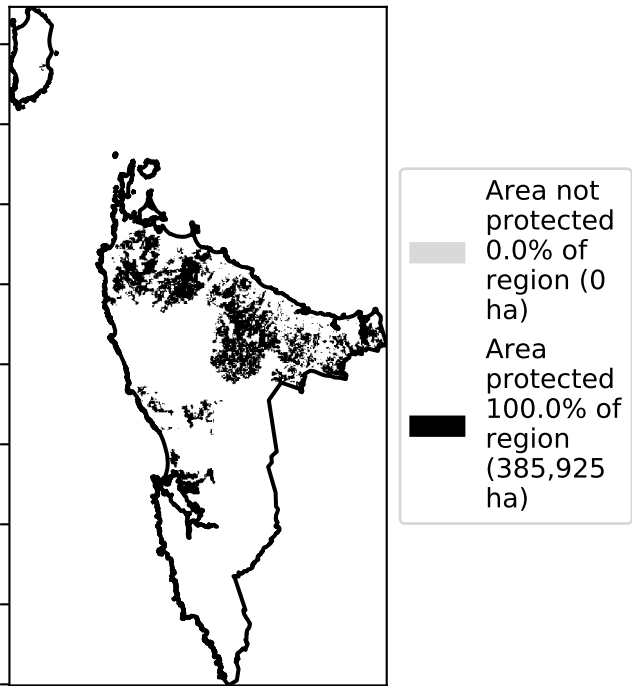 Area not
protected
0.0% of
region (0
ha)
Area
protected
100.0% of
region
(385,925
ha)